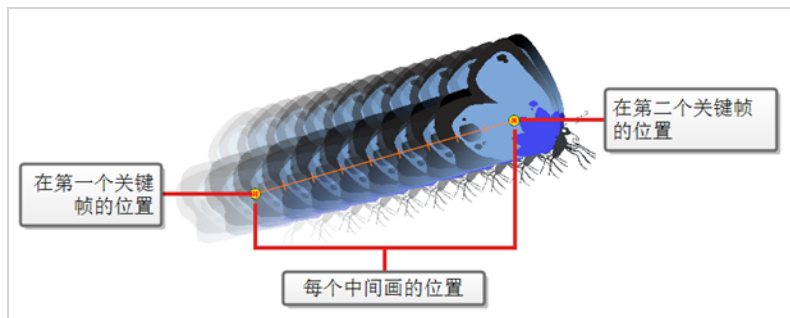 在第二个关键帧
的位置
在第一个关键
帧的位置
每个中间画的位置